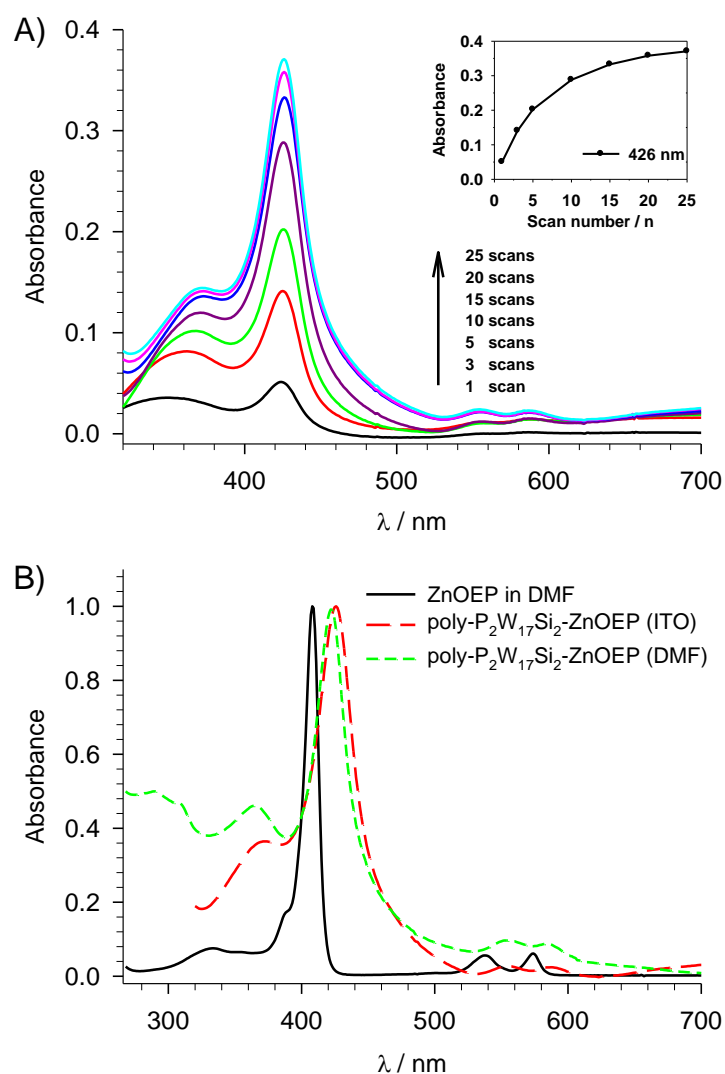 A)
0.4
0.3
0.2
0.1
0.0
Absorbance
400
500
600
700
λ / nm
0.4
0.3
0.2
0.1
0.0
Absorbance
426 nm
0
5
10
15
20
25
Scan number / n
25 scans
20 scans
15 scans
10 scans
5 scans
3 scans
1 scan
B)
1.0
0.8
0.6
0.4
0.2
0.0
Absorbance
ZnOEP in DMF
poly-P₂W₁₇Si₂-ZnOEP (ITO)
poly-P₂W₁₇Si₂-ZnOEP (DMF)
300
400
500
600
700
λ / nm